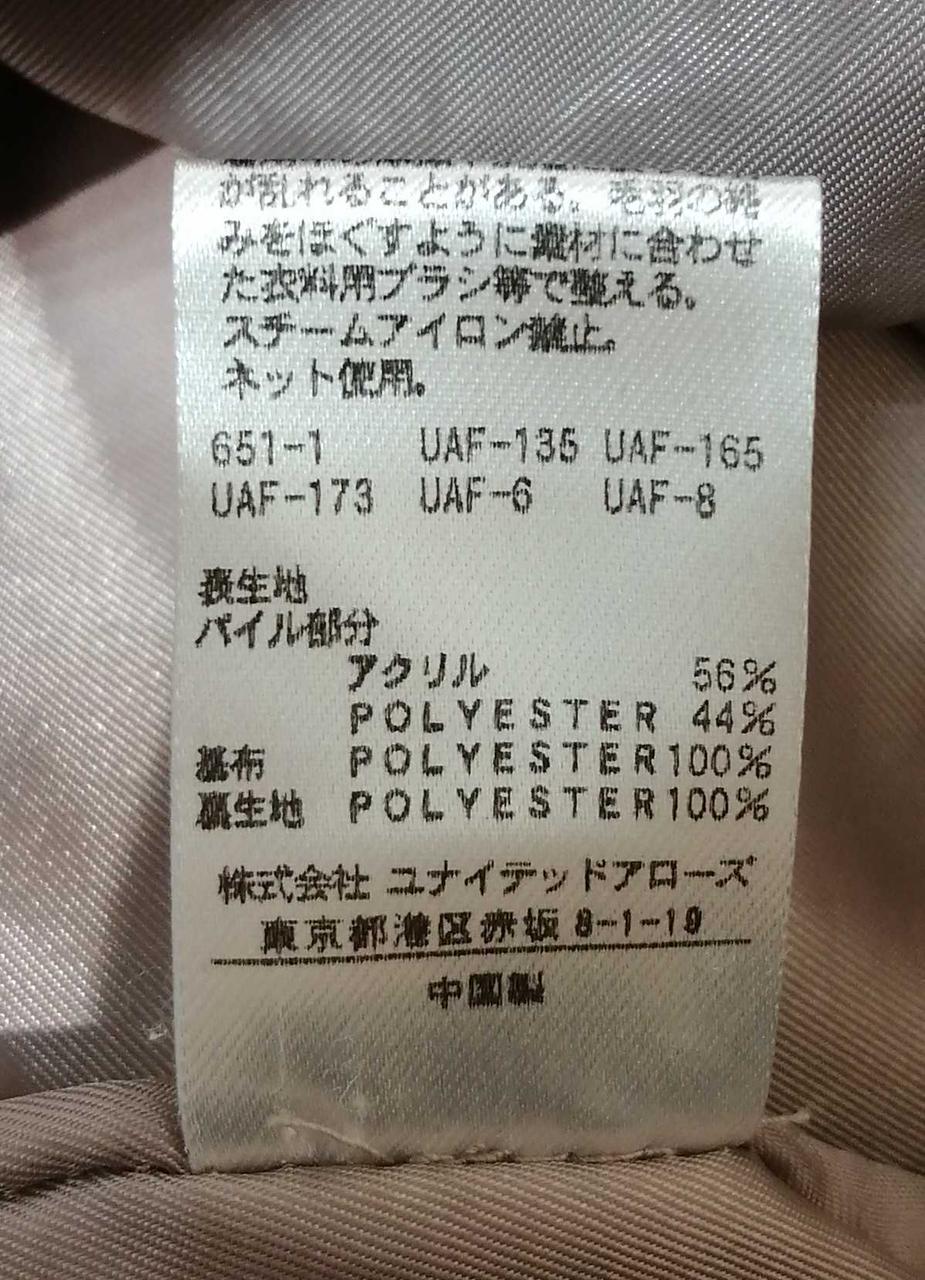 が乱れることがある。毛羽の絡
みをほぐすように素材に合わせ
た衣料用ブラシ等で整える。
スチームアイロン禁止。
ネット使用。
651-1 UAF-135 UAF-165
UAF-173 UAF-6 UAF-8
表生地
パイル部分
アクリル 56%
POLYESTER 44%
基布 POLYESTER100%
裏生地 POLYESTER100%
株式会社 ユナイテッドアローズ
東京都港区赤坂 8-1-19
中国製